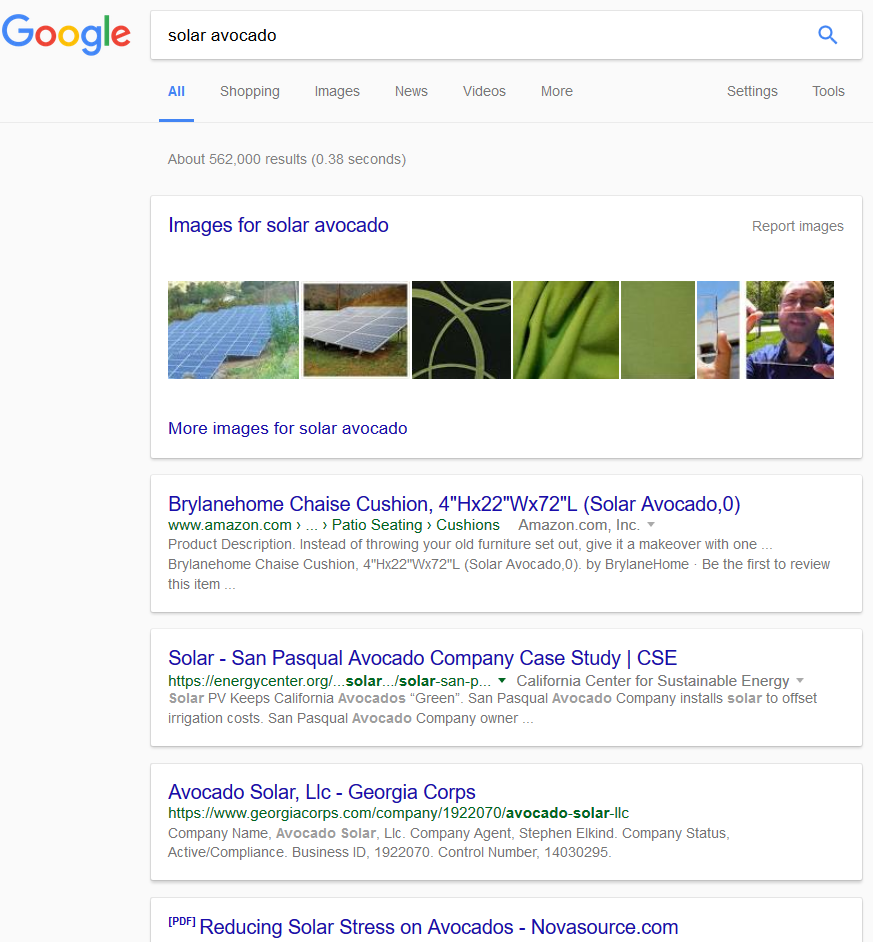 Google
solar avocado
All Shopping Images News Videos More Settings Tools
About 562,000 results (0.38 seconds)
Images for solar avocado Report images
More images for solar avocado
Brylanehome Chaise Cushion, 4"Hx22"Wx72"L (Solar Avocado,0)
www.amazon.com › ... › Patio Seating › Cushions Amazon.com, Inc.
Product Description. Instead of throwing your old furniture set out, give it a makeover with one ...
Brylanehome Chaise Cushion, 4"Hx22"Wx72"L (Solar Avocado,0). by BrylaneHome · Be the first to review
this item ...
Solar - San Pasqual Avocado Company Case Study | CSE
https://energycenter.org/...solar.../solar-san-p... California Center for Sustainable Energy
Solar PV Keeps California Avocados “Green”. San Pasqual Avocado Company installs solar to offset
irrigation costs. San Pasqual Avocado Company owner ...
Avocado Solar, Llc - Georgia Corps
https://www.georgiacorps.com/company/1922070/avocado-solar-llc
Company Name, Avocado Solar, Llc. Company Agent, Stephen Elkind. Company Status,
Active/Compliance. Business ID, 1922070. Control Number, 14030295.
[PDF] Reducing Solar Stress on Avocados - Novasource.com